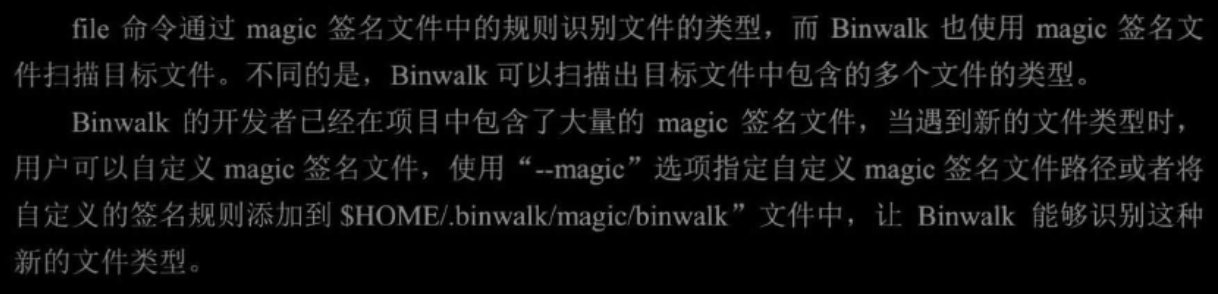 file 命令通过 magic 签名文件中的规则识别文件的类型，而 Binwalk 也使用 magic 签名文
件扫描目标文件。不同的是，Binwalk 可以扫描出目标文件中包含的多个文件的类型。
Binwalk 的开发者已经在项目中包含了大量的 magic 签名文件，当遇到新的文件类型时，
用户可以自定义 magic 签名文件，使用“--magic”选项指定自定义 magic 签名文件路径或者将
自定义的签名规则添加到 $HOME/.binwalk/magic/binwalk”文件中，让 Binwalk 能够识别这种
新的文件类型。